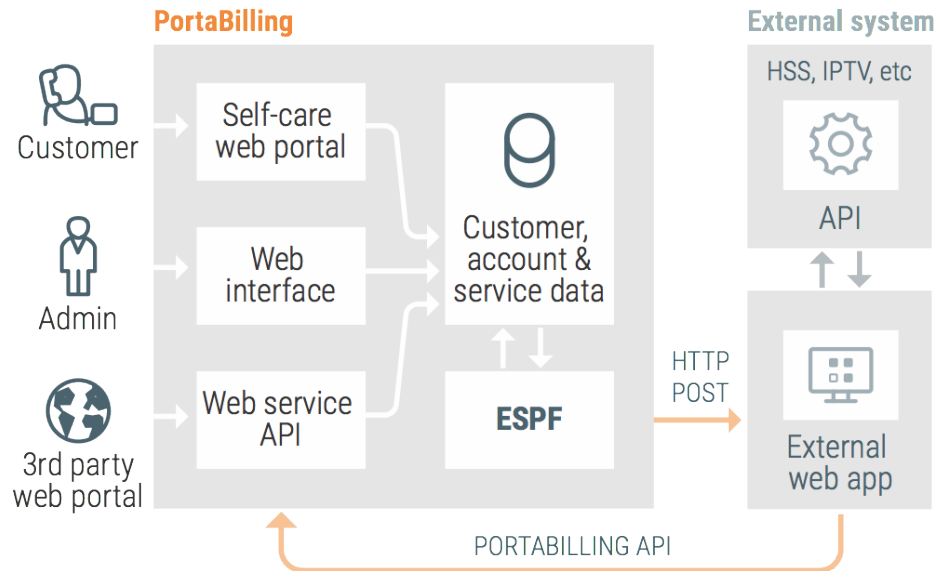 PortaBilling
External system
Customer
Admin
3rd party
web portal
Self-care
web portal
Web
interface
Web service
API
Customer,
account &
service data
ESPF
HTTP
POST
HSS, IPTV, etc
API
External
web app
PORTABILLING API